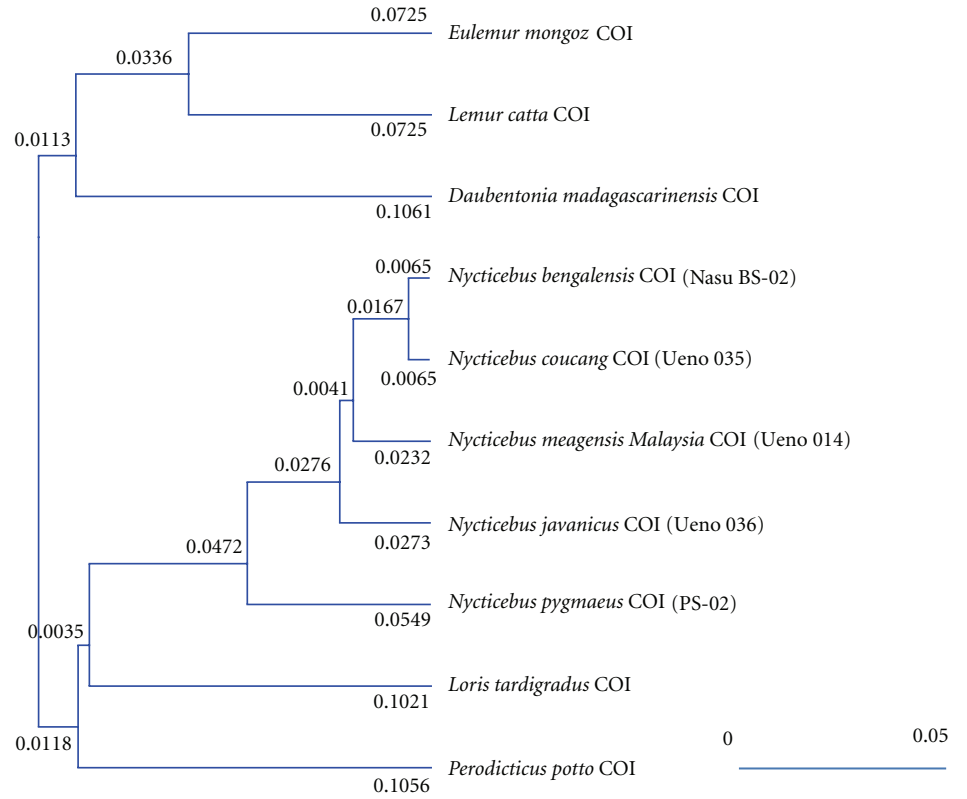 0.0725
Eulemur mongoz COI
0.0336
Lemur catta COI
0.0725
0.0113
Daubentonia madagascarinensis COI
0.1061
0.0065
Nycticebus bengalensis COI (Nasu BS-02)
0.0167
Nycticebus coucang COI (Ueno 035)
0.0065
0.0041
Nycticebus meagensis Malaysia COI (Ueno 014)
0.0232
0.0276
Nycticebus javanicus COI (Ueno 036)
0.0273
0.0472
Nycticebus pygmaeus COI (PS-02)
0.0549
0.0035
Loris tardigradus COI
0.1021
0.0118
0 0.05
Perodicticus potto COI
0.1056